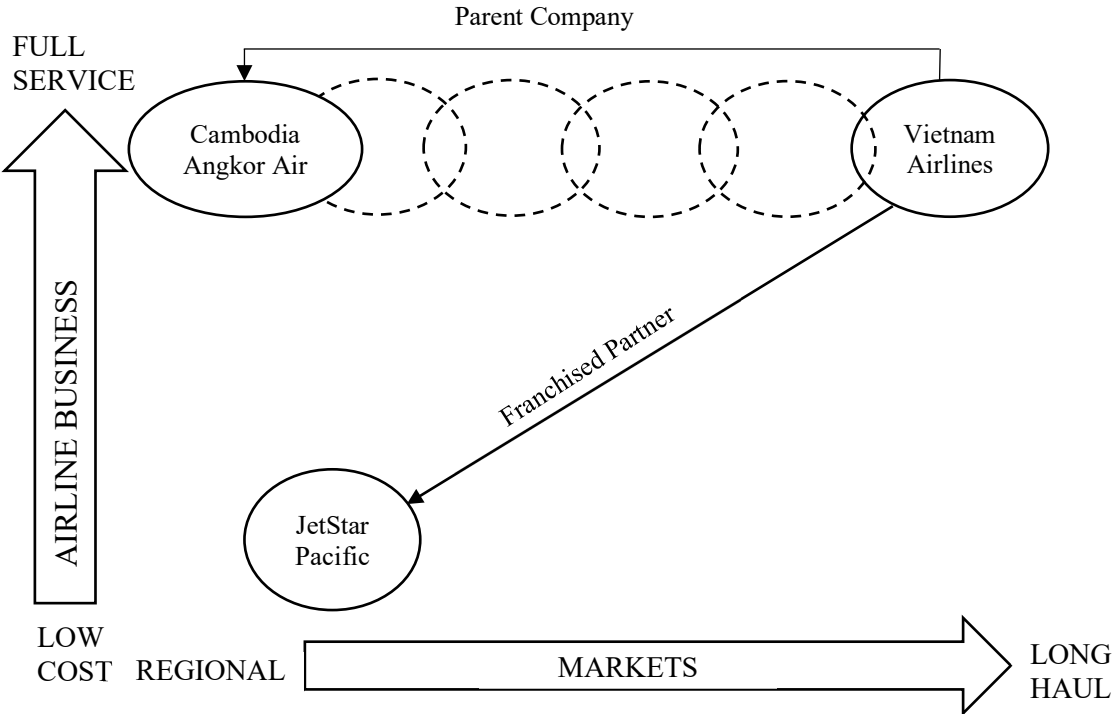 Parent Company
FULL
SERVICE
Cambodia
Angkor Air
Vietnam
Airlines
AIRLINE BUSINESS
Franchised Partner
JetStar
Pacific
LOW
COST
REGIONAL
MARKETS
LONG
HAUL